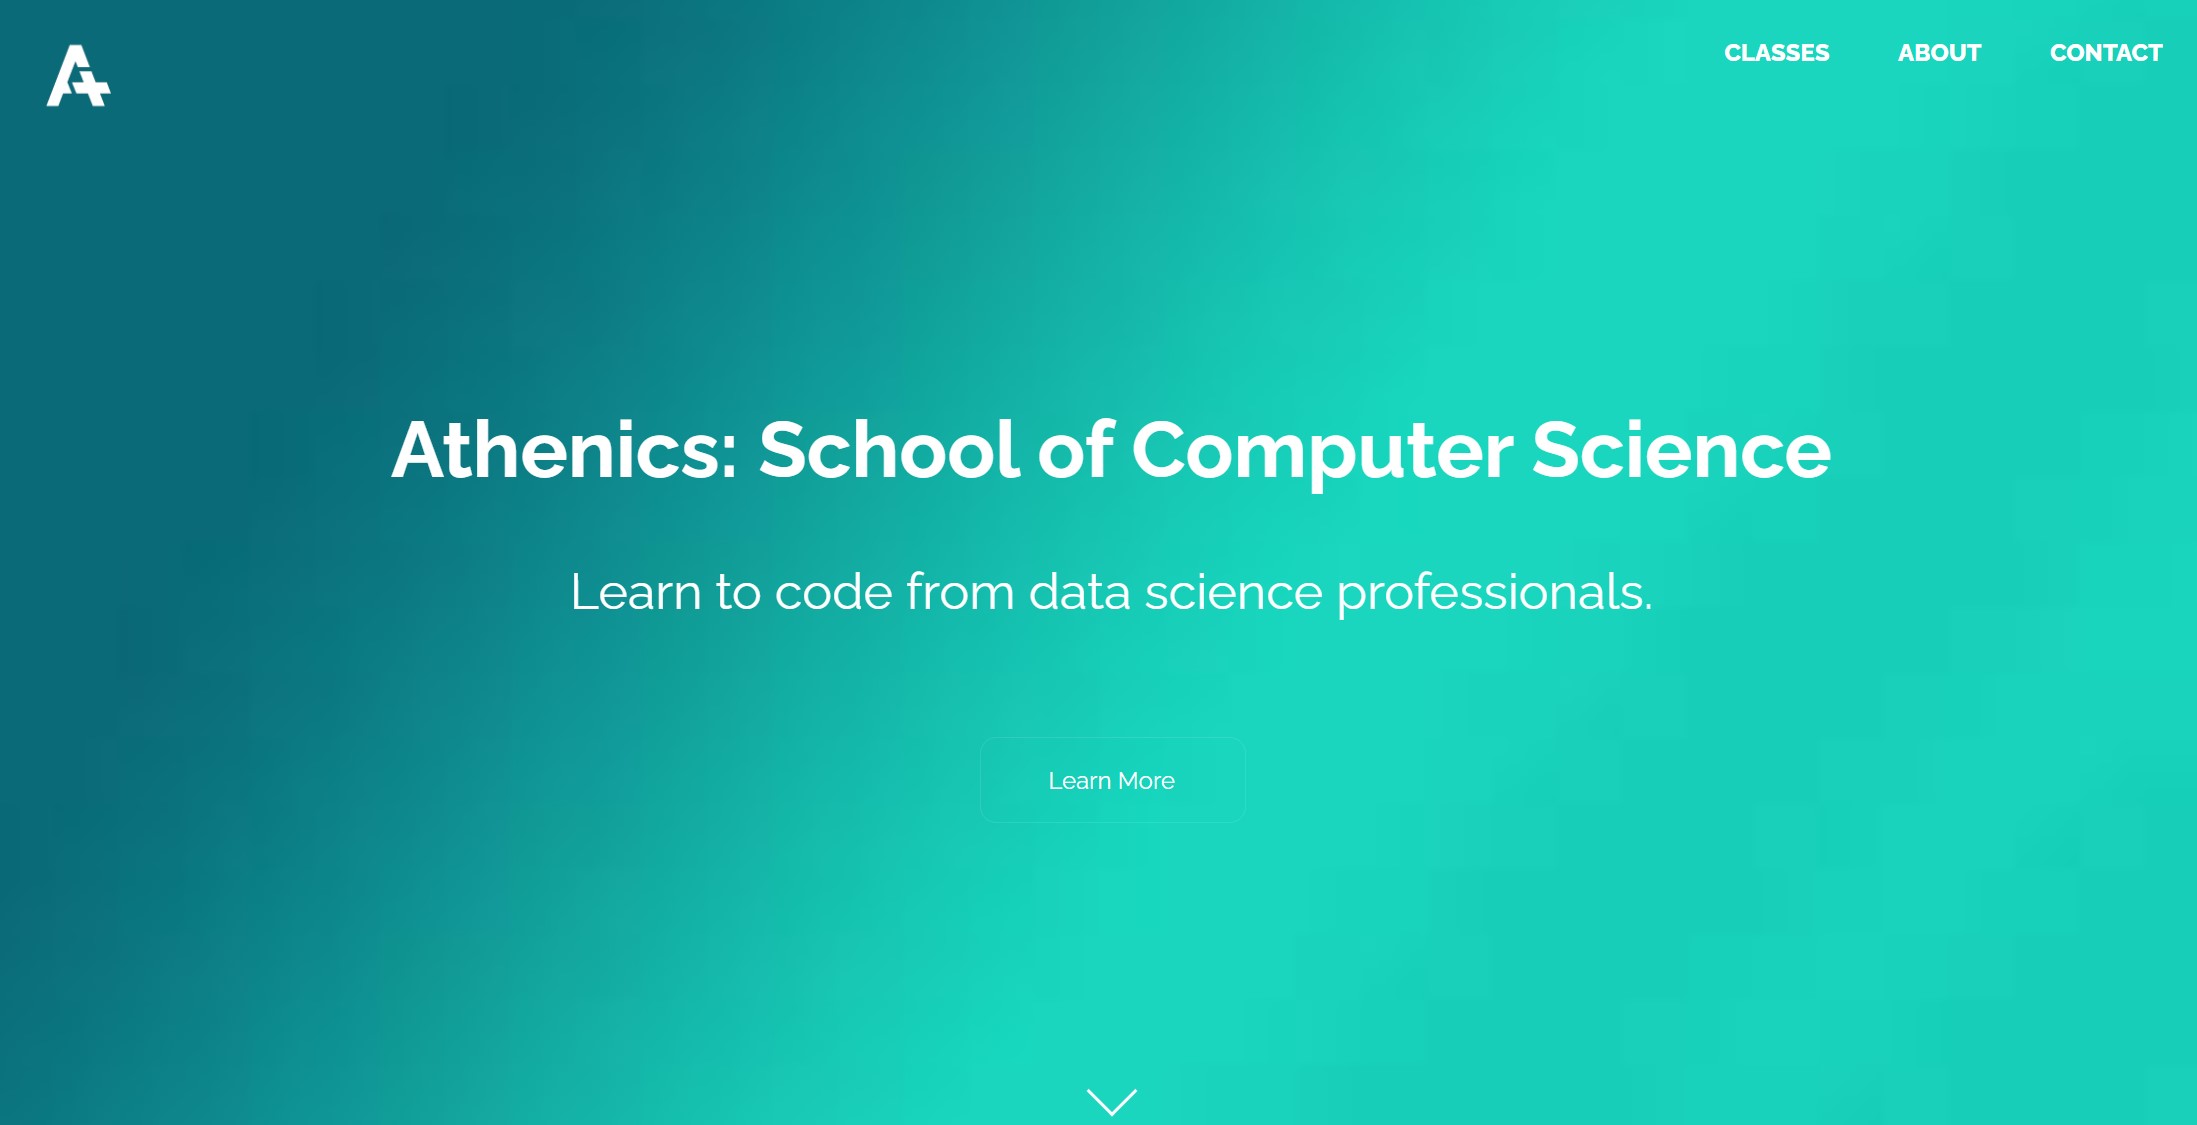 A
CLASSES ABOUT CONTACT
Athenics: School of Computer Science
Learn to code from data science professionals.
Learn More